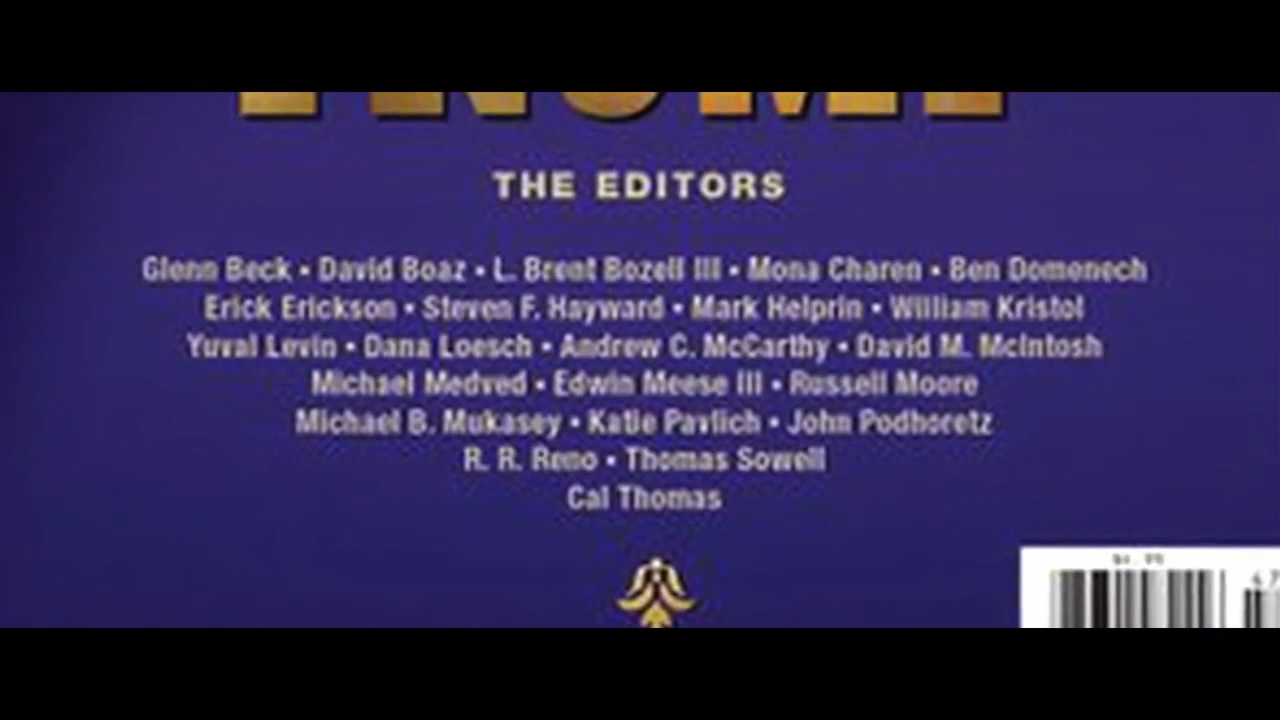 THE EDITORS
Glenn Beck • David Boaz • L. Brent Bozell III • Mona Charen • Ben Domenech
Erick Erickson • Steven F. Hayward • Mark Helprin • William Kristol
Yuval Levin • Dana Loesch • Andrew C. McCarthy • David M. McIntosh
Michael Medved • Edwin Meese III • Russell Moore
Michael B. Mukasey • Katie Pavlich • John Podhoretz
R. R. Reno • Thomas Sowell
Cal Thomas